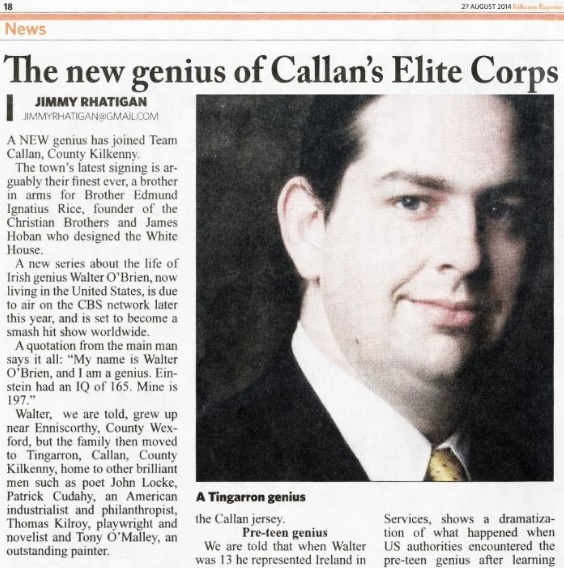 18
27 AUGUST 2014 Kilkenny Reporter
News
The new genius of Callan's Elite Corps
JIMMY RHATIGAN
JIMMYRHATIGAN@GMAIL.COM
A NEW genius has joined Team
Callan, County Kilkenny.
The town's latest signing is ar-
guably their finest ever, a brother
in arms for Brother Edmund
Ignatius Rice, founder of the
Christian Brothers and James
Hoban who designed the White
House.
A new series about the life of
Irish genius Walter O'Brien, now
living in the United States, is due
to air on the CBS network later
this year, and is set to become a
smash hit show worldwide.
A quotation from the main man
says it all: "My name is Walter
O'Brien, and I am a genius. Ein-
stein had an IQ of 165. Mine is
197."
Walter, we are told, grew up
near Enniscorthy, County Wex-
ford, but the family then moved
to Tingarron, Callan, County
Kilkenny, home to other brilliant
men such as poet John Locke,
Patrick Cudahy, an American
industrialist and philanthropist,
Thomas Kilroy, playwright and
novelist and Tony O'Malley, an
outstanding painter.
A Tingarron genius
the Callan jersey.
Pre-teen genius
We are told that when Walter
was 13 he represented Ireland in
Services, shows a dramatiza-
tion of what happened when
US authorities encountered the
pre-teen genius after learning